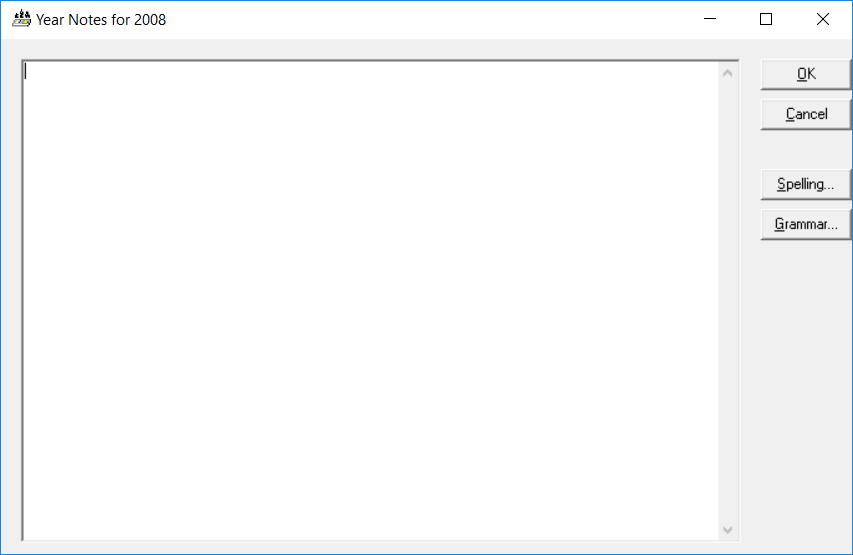 Year Notes for 2008
OK
Cancel
Spelling...
Grammar...